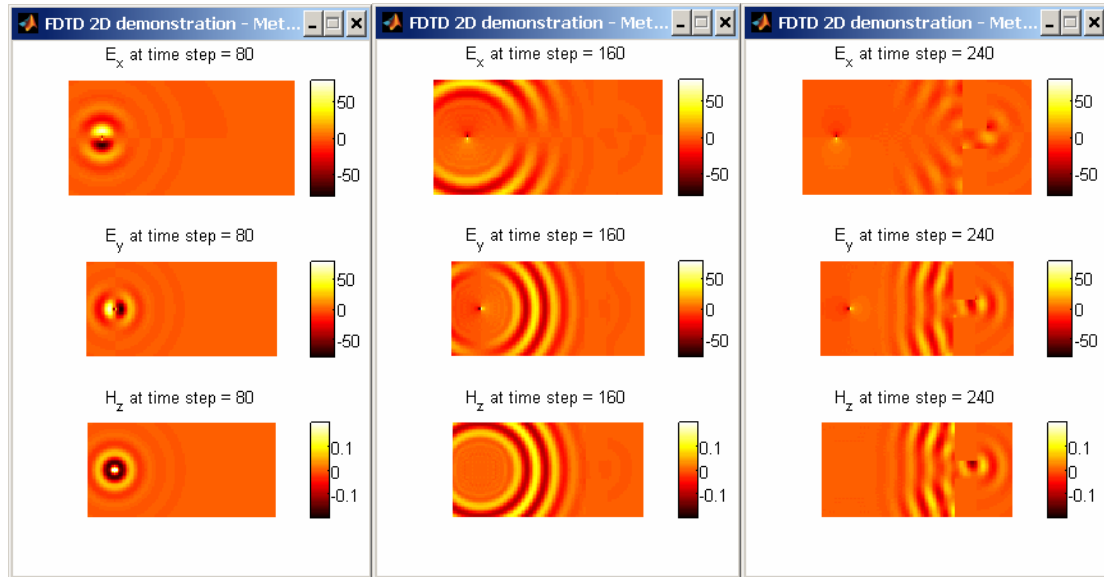 FDTD 2D demonstration - Met...
E_x at time step = 80
50
0
-50
E_y at time step = 80
50
0
-50
H_z at time step = 80
0.1
0
-0.1
FDTD 2D demonstration - Met...
E_x at time step = 160
50
0
-50
E_y at time step = 160
50
0
-50
H_z at time step = 160
0.1
0
-0.1
FDTD 2D demonstration - Met...
E_x at time step = 240
50
0
-50
E_y at time step = 240
50
0
-50
H_z at time step = 240
0.1
0
-0.1